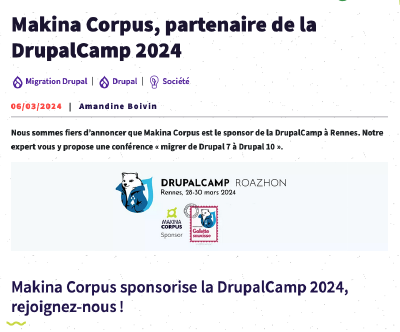 Makina Corpus, partenaire de la
DrupalCamp 2024
Migration Drupal | Drupal | Société
06/03/2024 | Amandine Boivin
Nous sommes fiers d'annoncer que Makina Corpus est le sponsor de la DrupalCamp à Rennes. Notre
expert vous y propose une conférence « migrer de Drupal 7 à Drupal 10 ».
DRUPALCAMP ROAZHON
Rennes, 28-30 mars 2024
MAKINA
CORPUS
Sponsor
Galette
saucisse
Makina Corpus sponsorise la DrupalCamp 2024,
rejoignez-nous !